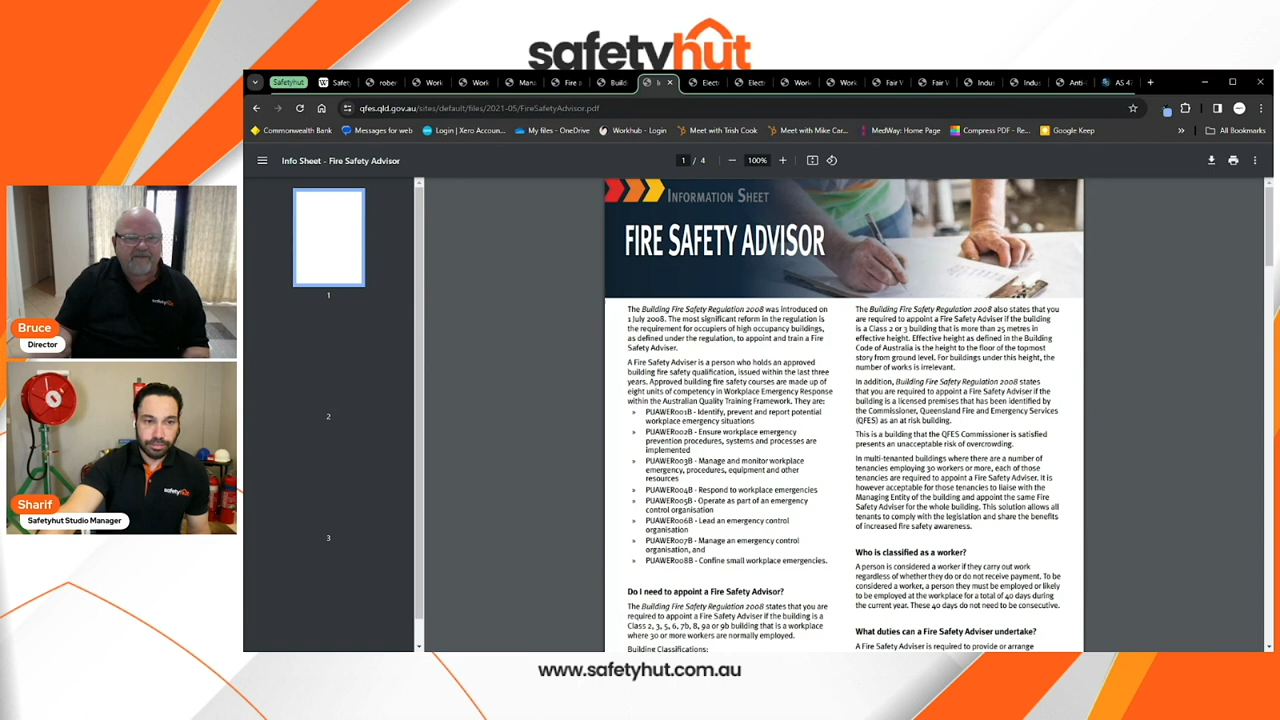 safetyhut
Safetyhut
Safet
rober
Work
Work
Mana
Fire a
Build
Electr
Electr
Work
Work
Fair V
Fair V
Indus
Indus
Anti-
AS 4
qfes.qld.gov.au/sites/default/files/2021-05/FireSafetyAdvisor.pdf
Commonwealth Bank
Messages for web
Login | Xero Accoun...
My files - OneDrive
Workhub - Login
Meet with Trish Cook
Meet with Mike Car...
MedWay: Home Page
Compress PDF - Re...
Google Keep
»
All Bookmarks
Info Sheet - Fire Safety Advisor
1 / 4
100%
1
2
3
INFORMATION SHEET
FIRE SAFETY ADVISOR
The Building Fire Safety Regulation 2008 was introduced on
1 July 2008. The most significant reform in the regulation is
the requirement for occupiers of high occupancy buildings,
as defined under the regulation, to appoint and train a Fire
Safety Adviser.
A Fire Safety Adviser is a person who holds an approved
building fire safety qualification, issued within the last three
years. Approved building fire safety courses are made up of
eight units of competency in Workplace Emergency Response
within the Australian Quality Training Framework. They are:
» PUAWER001B - Identify, prevent and report potential
workplace emergency situations
» PUAWER002B - Ensure workplace emergency
prevention procedures, systems and processes are
implemented
» PUAWER003B - Manage and monitor workplace
emergency, procedures, equipment and other
resources
» PUAWER004B - Respond to workplace emergencies
» PUAWER005B - Operate as part of an emergency
control organisation
» PUAWER006B - Lead an emergency control
organisation
» PUAWER007B - Manage an emergency control
organisation, and
» PUAWER008B - Confine small workplace emergencies.
Do I need to appoint a Fire Safety Advisor?
The Building Fire Safety Regulation 2008 states that you are
required to appoint a Fire Safety Adviser if the building is a
Class 2, 3, 5, 6, 7b, 8, 9a or 9b building that is a workplace
where 30 or more workers are normally employed.
Building Classifications:
The Building Fire Safety Regulation 2008 also states that you
are required to appoint a Fire Safety Adviser if the building
is a Class 2 or 3 building that is more than 25 metres in
effective height. Effective height as defined in the Building
Code of Australia is the height to the floor of the topmost
story from ground level. For buildings under this height, the
number of works is irrelevant.
In addition, Building Fire Safety Regulation 2008 states
that you are required to appoint a Fire Safety Adviser if the
building is a licensed premises that has been identified by
the Commissioner, Queensland Fire and Emergency Services
(QFES) as an at risk building.
This is a building that the QFES Commissioner is satisfied
presents an unacceptable risk of overcrowding.
In multi-tenanted buildings where there are a number of
tenancies employing 30 workers or more, each of those
tenancies are required to appoint a Fire Safety Adviser. It is
however acceptable for those tenancies to liaise with the
Managing Entity of the building and appoint the same Fire
Safety Adviser for the whole building. This solution allows all
tenants to comply with the legislation and share the benefits
of increased fire safety awareness.
Who is classified as a worker?
A person is considered a worker if they carry out work
regardless of whether they do or do not receive payment. To be
considered a worker, a person they must be employed or likely
to be employed at the workplace for a total of 40 days during
the current year. These 40 days do not need to be consecutive.
What duties can a Fire Safety Adviser undertake?
A Fire Safety Adviser is required to provide or arrange
Bruce
Director
Sharif
Safetyhut Studio Manager
safetyhut
www.safetyhut.com.au